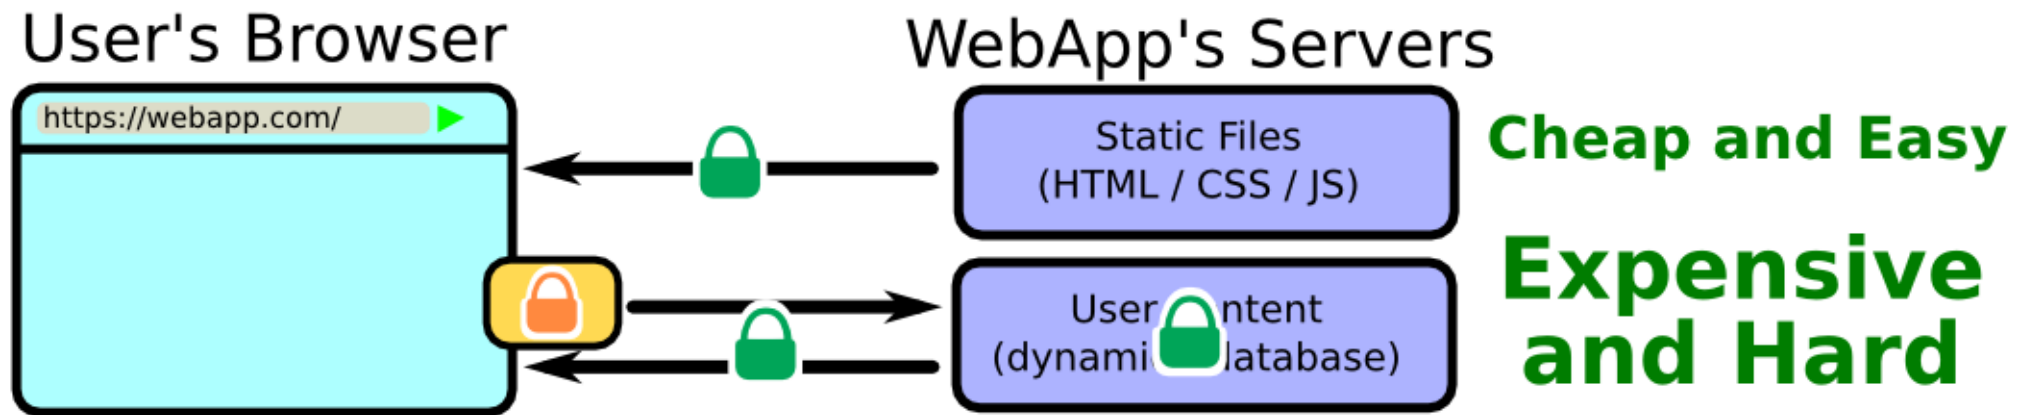 User's Browser
WebApp's Servers
https://webapp.com/
Static Files
(HTML / CSS / JS)
Cheap and Easy
User ntent
(dynami atabase)
Expensive
and Hard